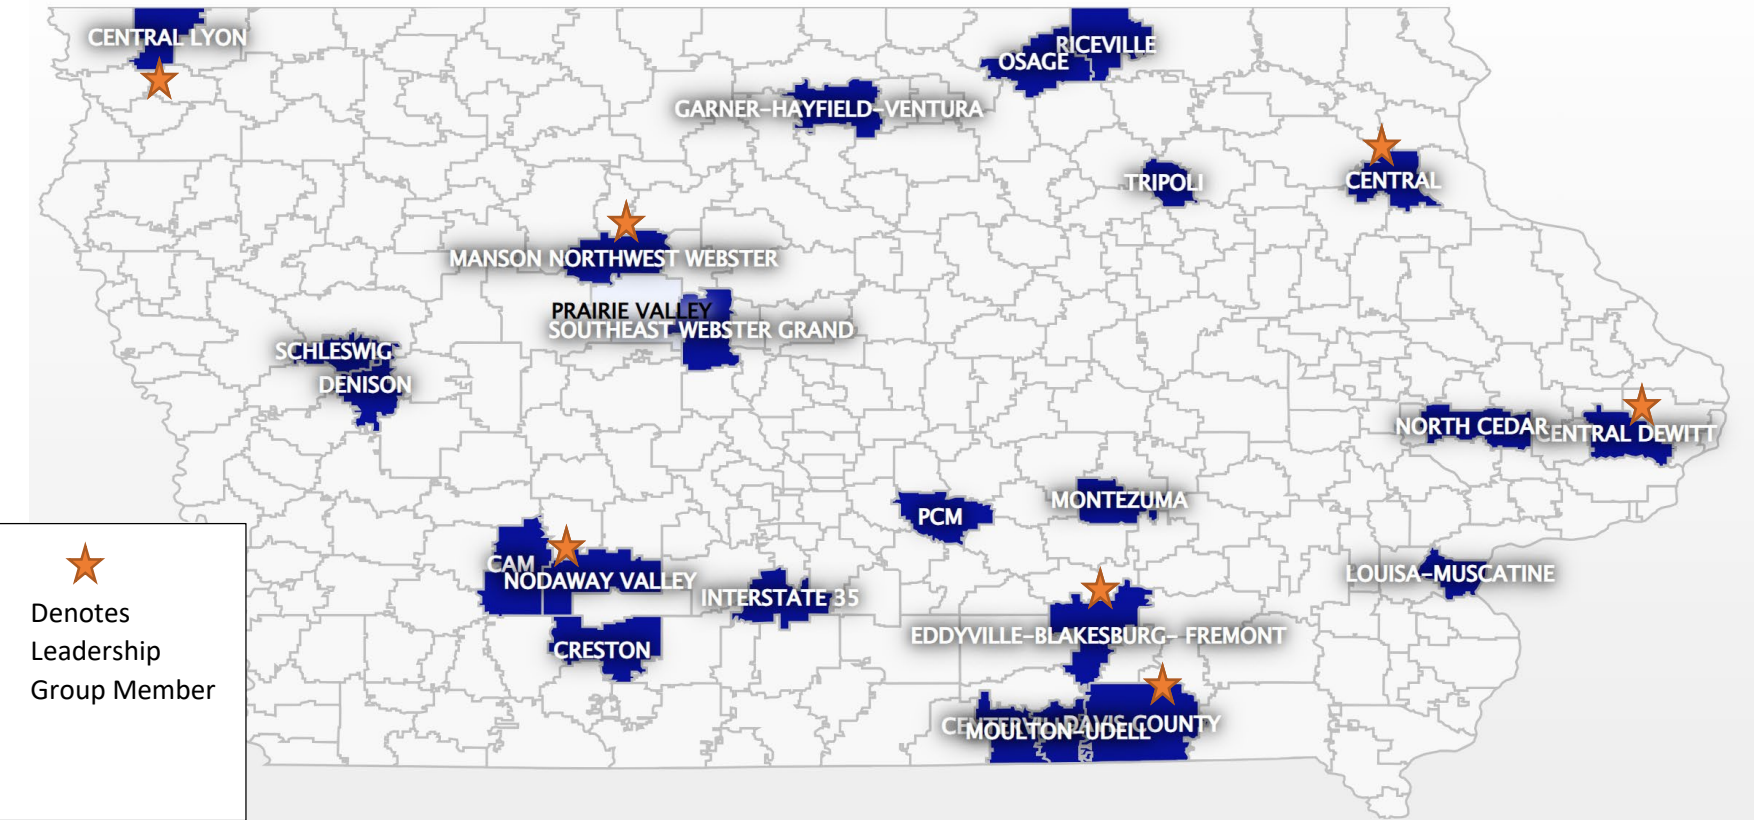 CENTRAL LYON
RICEVILLE
OSAGE
GARNER-HAYFIELD-VENTURA
TRIPOLI
CENTRAL
MANSON NORTHWEST WEBSTER
PRAIRIE VALLEY
SOUTHEAST WEBSTER GRAND
SCHLESWIG
DENISON
NORTH CEDAR
CENTRAL DEWITT
MONTEZUMA
PCM
CAM
NODAWAY VALLEY
INTERSTATE 35
LOUISA-MUSCATINE
EDDYVILLE-BLAKESBURG- FREMONT
CRESTON
DAVIS COUNTY
MOULTON-UDELL
Denotes
Leadership
Group Member